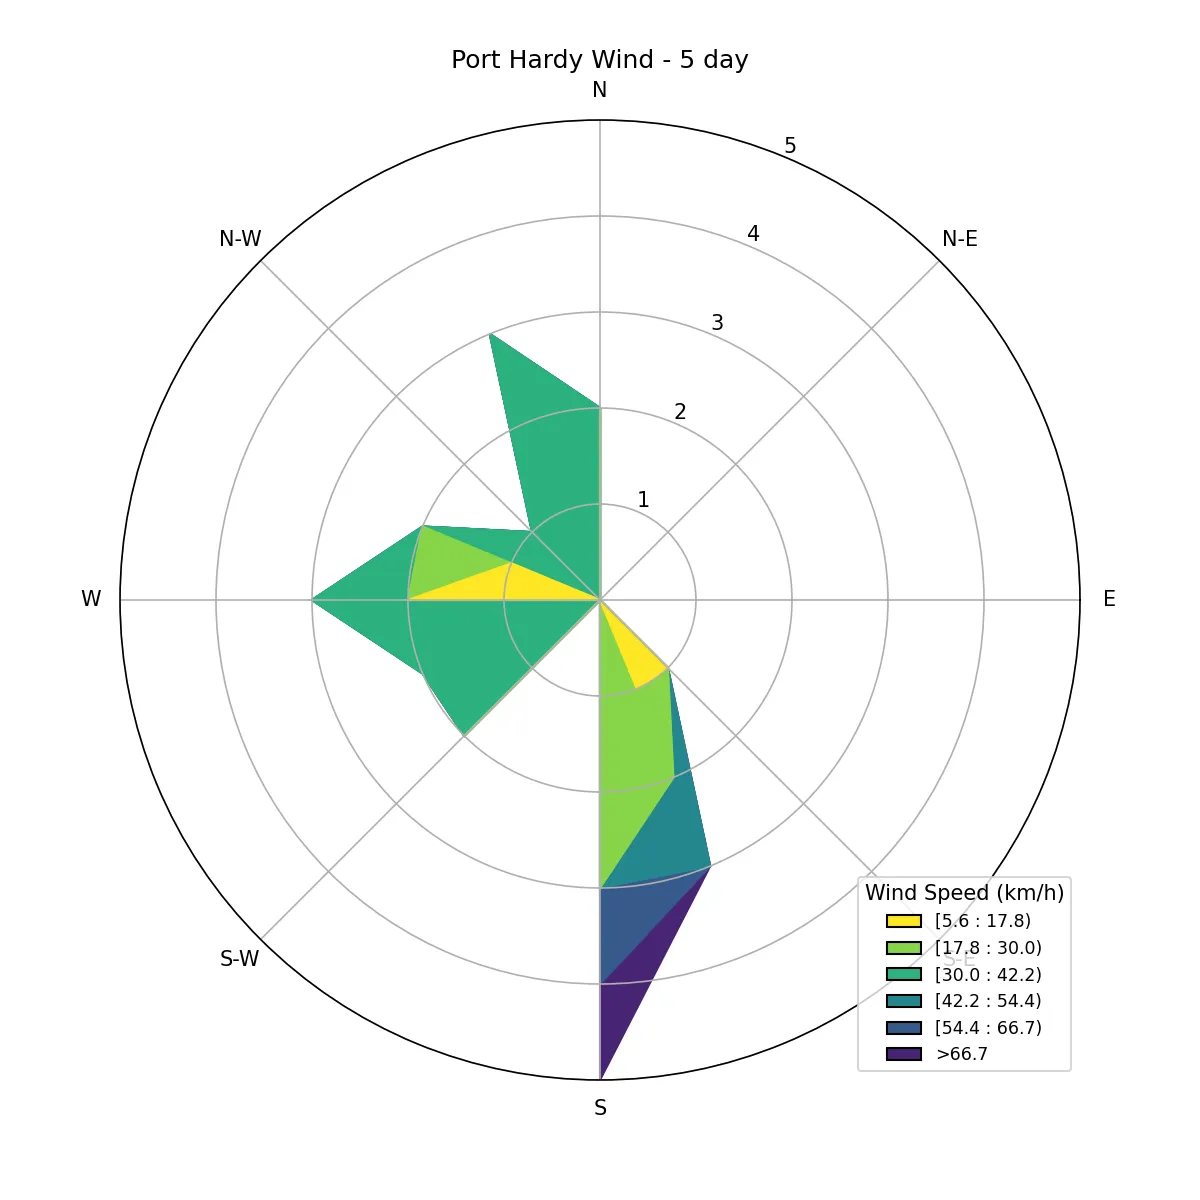 Port Hardy Wind - 5 day
N
5
N-W
4
N-E
3
2
1
W
E
Wind Speed (km/h)
[5.6 : 17.8)
[17.8 : 30.0)
[30.0 : 42.2)
[42.2 : 54.4)
[54.4 : 66.7)
>66.7
S-W
S-E
S